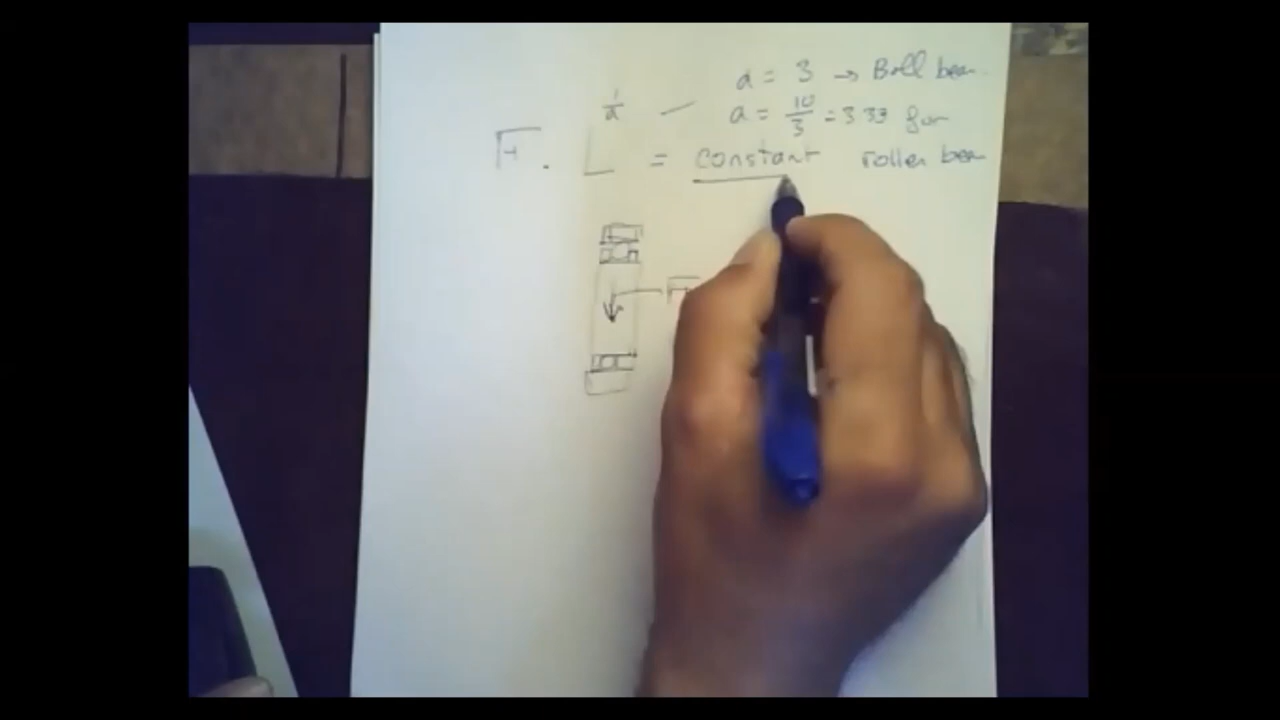 a = 3 → Ball bea
a = 10/3 = 3.33 for
roller bea
F . L^(1/a) = constant
F